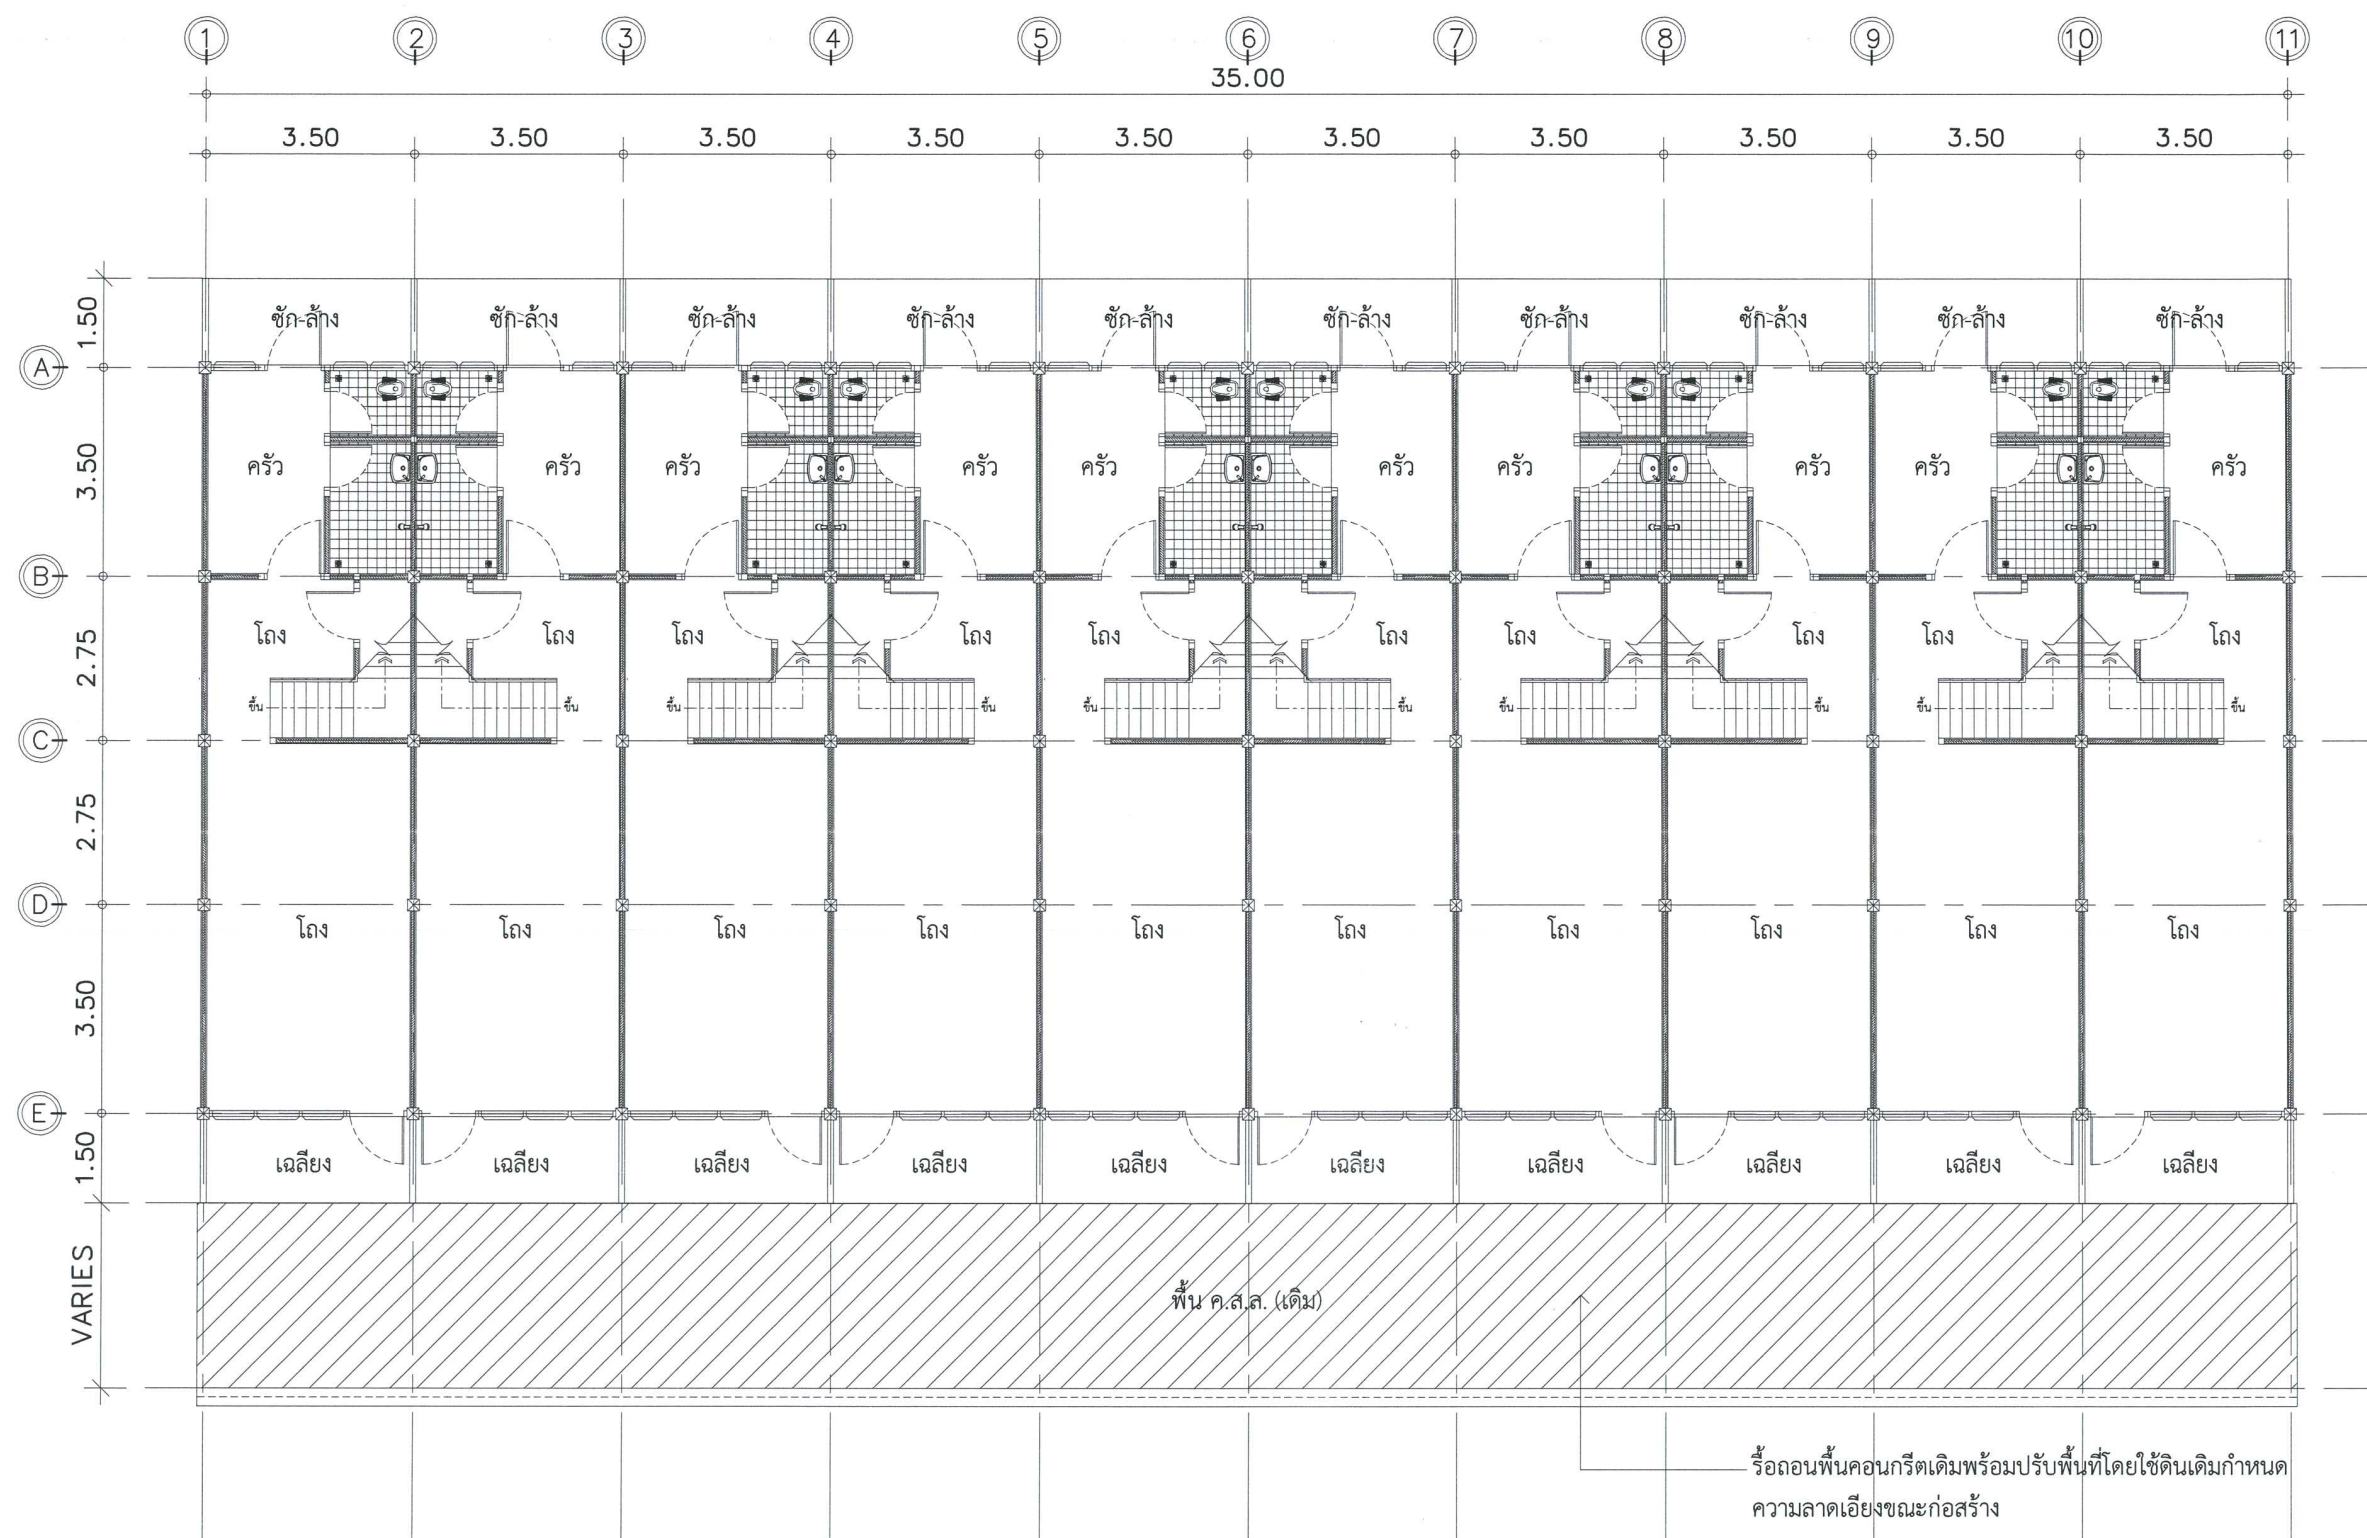 1 2 3 4 5 6 7 8 9 10 11
35.00
3.50 3.50 3.50 3.50 3.50 3.50 3.50 3.50 3.50 3.50
1.50
ซัก-ล้าง ซัก-ล้าง ซัก-ล้าง ซัก-ล้าง ซัก-ล้าง ซัก-ล้าง ซัก-ล้าง ซัก-ล้าง ซัก-ล้าง ซัก-ล้าง
A
3.50
ครัว ครัว ครัว ครัว ครัว ครัว ครัว ครัว ครัว ครัว
B
2.75
โถง โถง โถง โถง โถง โถง โถง โถง โถง โถง
ขึ้น ขึ้น ขึ้น ขึ้น ขึ้น ขึ้น ขึ้น ขึ้น ขึ้น ขึ้น
C
2.75
D
โถง โถง โถง โถง โถง โถง โถง โถง โถง โถง
3.50
E
1.50
เฉลียง เฉลียง เฉลียง เฉลียง เฉลียง เฉลียง เฉลียง เฉลียง เฉลียง เฉลียง
VARIES
พื้น ค.ส.ล. (เดิม)
รื้อถอนพื้นคอนกรีตเดิมพร้อมปรับพื้นที่โดยใช้ดินเดิมกำหนด
ความลาดเอียงขณะก่อสร้าง